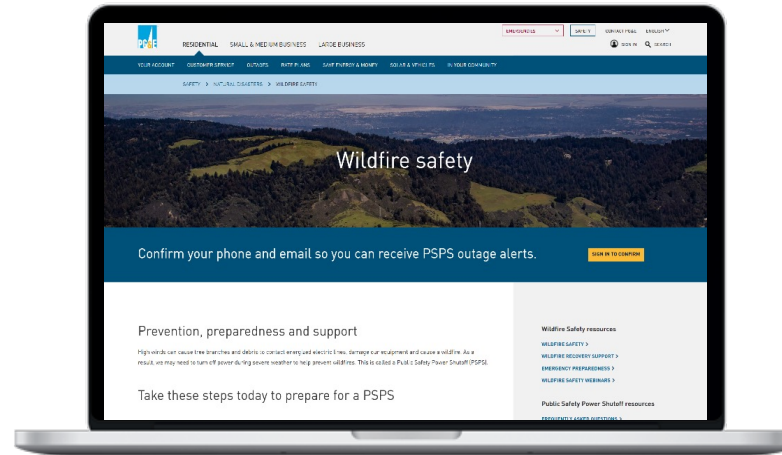 PG&E
EMERGENCIES
SAFETY
CONTACT PG&E
ENGLISH
RESIDENTIAL SMALL & MEDIUM BUSINESS LARGE BUSINESS
SIGN IN SEARCH
YOUR ACCOUNT CUSTOMER SERVICE OUTAGES RATE PLANS SAVE ENERGY & MONEY SOLAR & VEHICLES IN YOUR COMMUNITY
SAFETY > NATURAL DISASTERS > WILDFIRE SAFETY
Wildfire safety
Confirm your phone and email so you can receive PSPS outage alerts.
SIGN IN TO CONFIRM
Prevention, preparedness and support
High winds can cause tree branches and debris to contact energized electric lines, damage our equipment and cause a wildfire. As a
result, we may need to turn off power during severe weather to help prevent wildfires. This is called a Public Safety Power Shutoff (PSPS).
Take these steps today to prepare for a PSPS
Wildfire Safety resources
WILDFIRE SAFETY >
WILDFIRE RECOVERY SUPPORT >
EMERGENCY PREPAREDNESS >
WILDFIRE SAFETY WEBINARS >
Public Safety Power Shutoff resources
FREQUENTLY ASKED QUESTIONS >